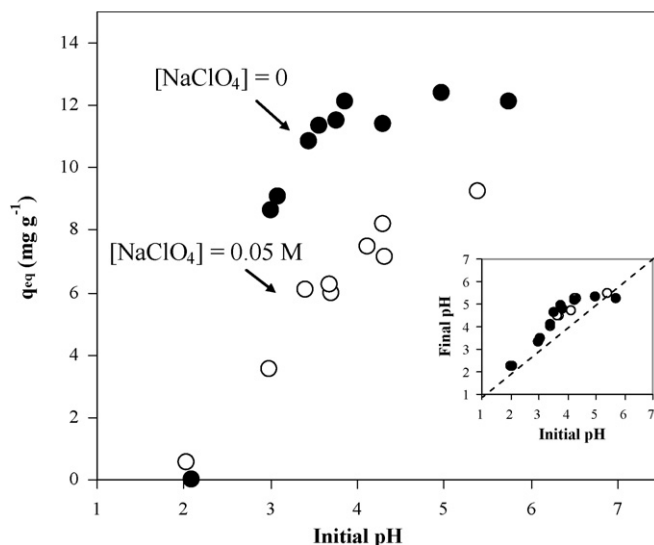 14
12
10
8
6
4
2
0
q_eq (mg g⁻¹)
[NaClO₄] = 0
[NaClO₄] = 0.05 M
1 2 3 4 5 6 7
Initial pH
7
6
5
4
3
2
1
Final pH
1 2 3 4 5 6 7
Initial pH